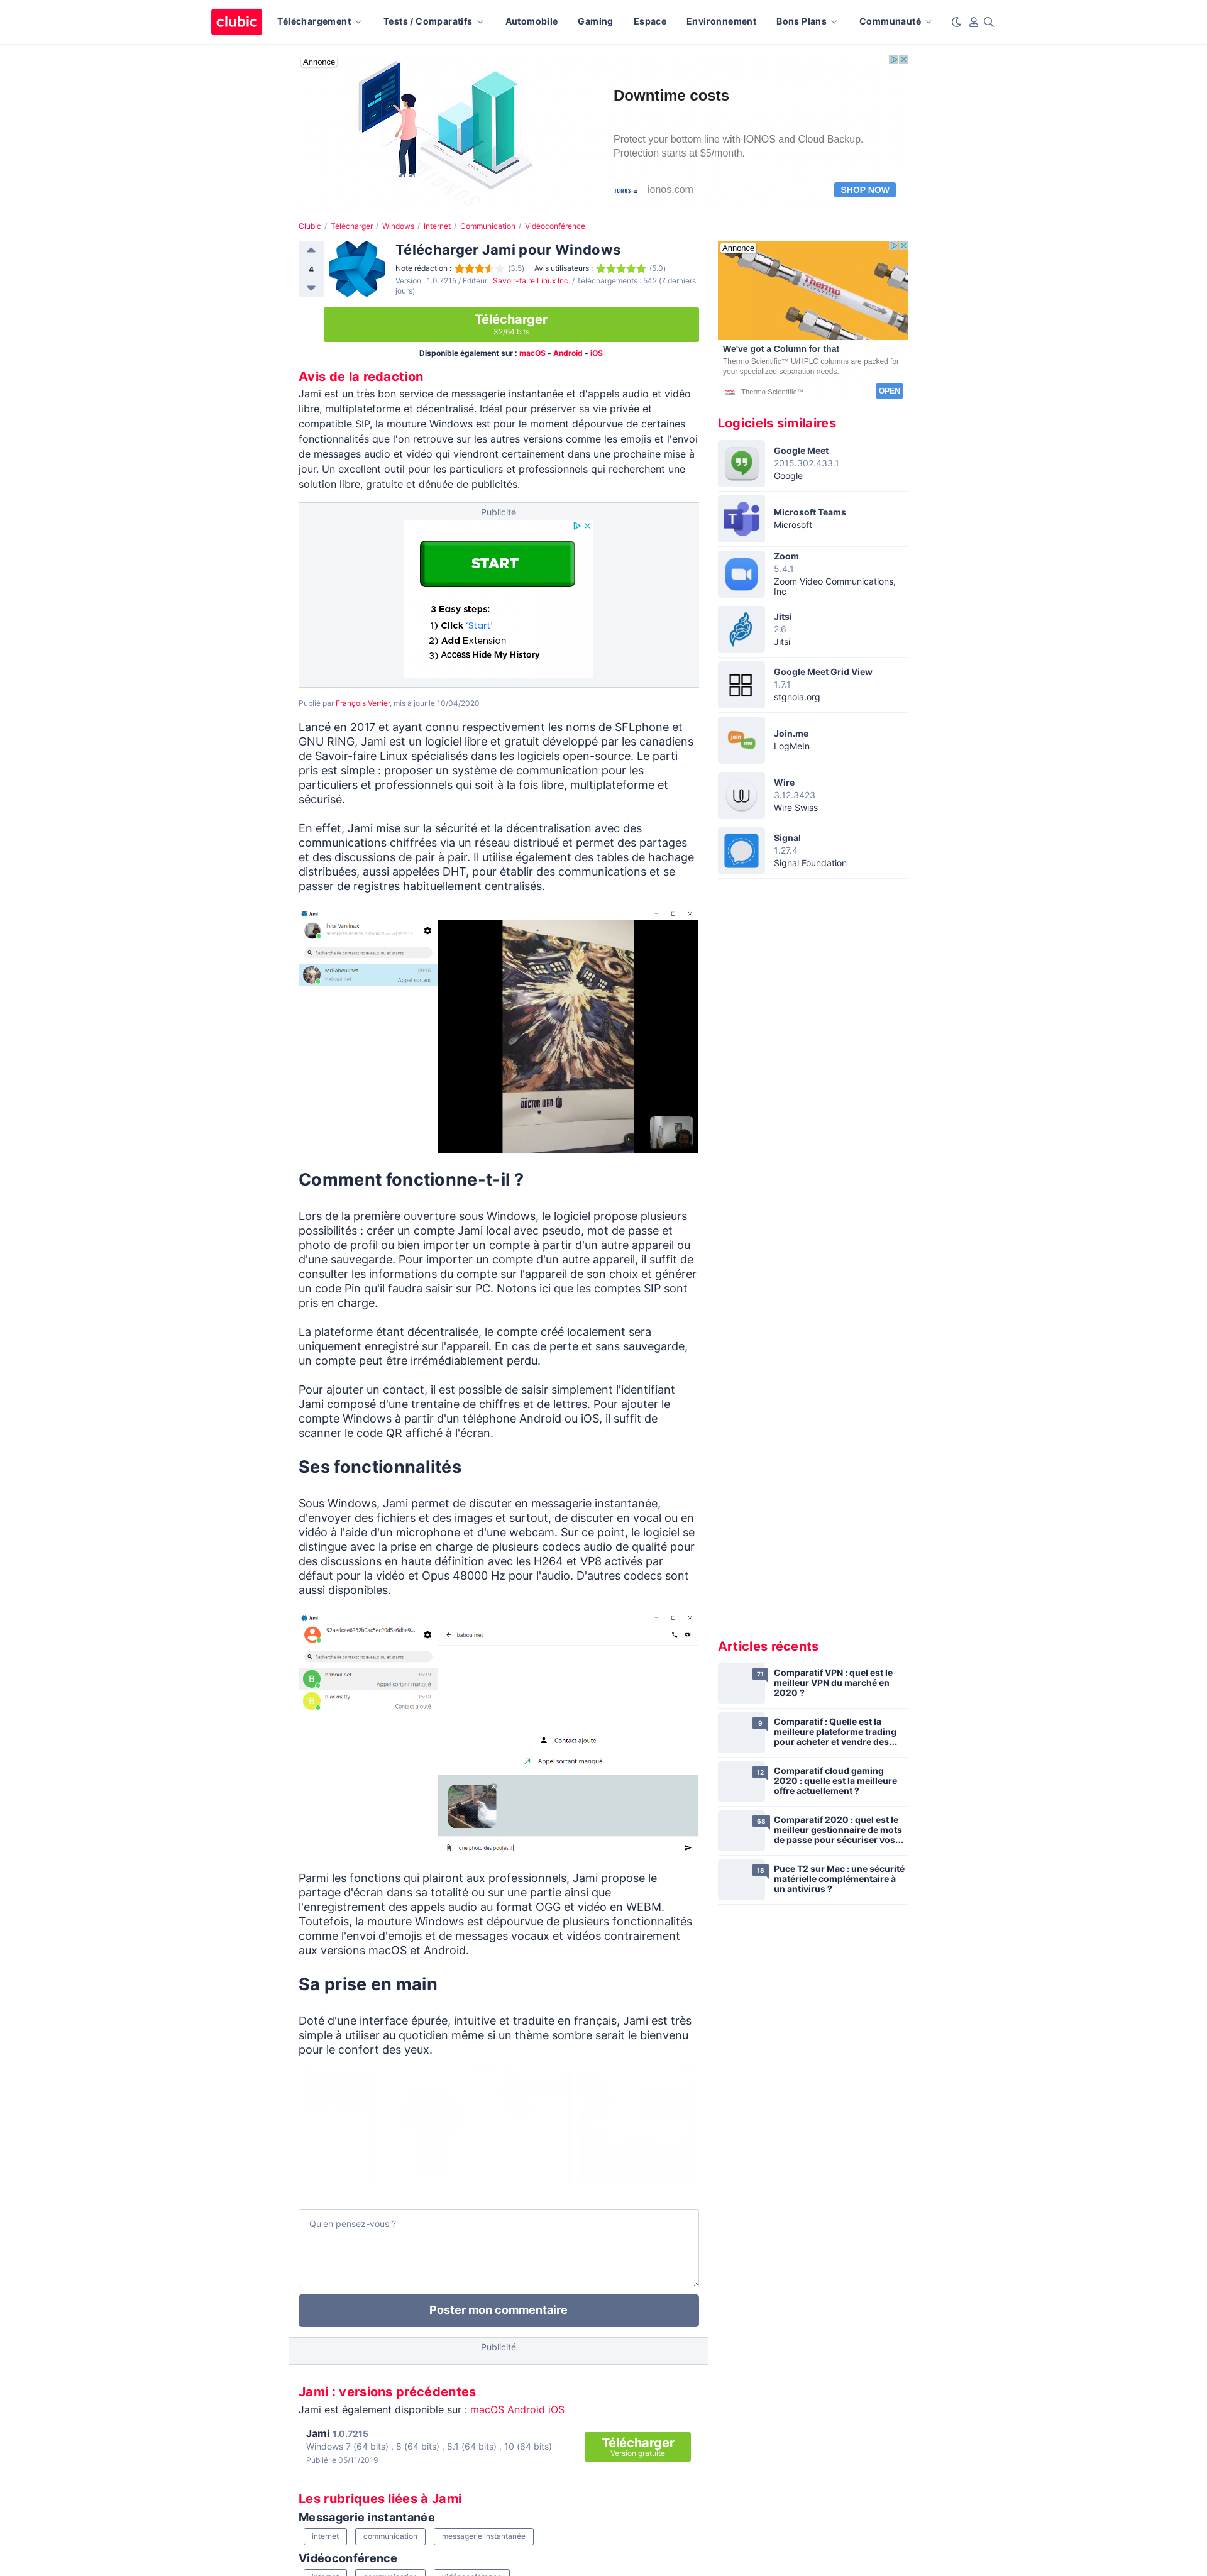 clubic
Téléchargement
Tests / Comparatifs
Automobile
Gaming
Espace
Environnement
Bons Plans
Communauté
Annonce
Downtime costs
Protect your bottom line with IONOS and Cloud Backup.
Protection starts at $5/month.
IONOS
ionos.com
SHOP NOW
Clubic / Télécharger / Windows / Internet / Communication / Vidéoconférence
4
Télécharger Jami pour Windows
Note rédaction : (3.5) Avis utilisateurs : (5.0)
Version : 1.0.7215 / Editeur : Savoir-faire Linux Inc. / Téléchargements : 542 (7 derniers
jours)
Télécharger
32/64 bits
Disponible également sur : macOS - Android - iOS
Avis de la redaction
Jami est un très bon service de messagerie instantanée et d'appels audio et vidéo
libre, multiplateforme et décentralisé. Idéal pour préserver sa vie privée et
compatible SIP, la mouture Windows est pour le moment dépourvue de certaines
fonctionnalités que l'on retrouve sur les autres versions comme les emojis et l'envoi
de messages audio et vidéo qui viendront certainement dans une prochaine mise à
jour. Un excellent outil pour les particuliers et professionnels qui recherchent une
solution libre, gratuite et dénuée de publicités.
Publicité
START
3 Easy steps:
1) Click 'Start'
2) Add Extension
3) Access Hide My History
Publié par François Verrier, mis à jour le 10/04/2020
Lancé en 2017 et ayant connu respectivement les noms de SFLphone et
GNU RING, Jami est un logiciel libre et gratuit développé par les canadiens
de Savoir-faire Linux spécialisés dans les logiciels open-source. Le parti
pris est simple : proposer un système de communication pour les
particuliers et professionnels qui soit à la fois libre, multiplateforme et
sécurisé.
En effet, Jami mise sur la sécurité et la décentralisation avec des
communications chiffrées via un réseau distribué et permet des partages
et des discussions de pair à pair. Il utilise également des tables de hachage
distribuées, aussi appelées DHT, pour établir des communications et se
passer de registres habituellement centralisés.
Jami
local Windows
Recherche de contacts nouveaux ou existants
Mrllaboulinet
baboulinet
Appel sortant
DOCTOR WHO
Comment fonctionne-t-il ?
Lors de la première ouverture sous Windows, le logiciel propose plusieurs
possibilités : créer un compte Jami local avec pseudo, mot de passe et
photo de profil ou bien importer un compte à partir d'un autre appareil ou
d'une sauvegarde. Pour importer un compte d'un autre appareil, il suffit de
consulter les informations du compte sur l'appareil de son choix et générer
un code Pin qu'il faudra saisir sur PC. Notons ici que les comptes SIP sont
pris en charge.
La plateforme étant décentralisée, le compte créé localement sera
uniquement enregistré sur l'appareil. En cas de perte et sans sauvegarde,
un compte peut être irrémédiablement perdu.
Pour ajouter un contact, il est possible de saisir simplement l'identifiant
Jami composé d'une trentaine de chiffres et de lettres. Pour ajouter le
compte Windows à partir d'un téléphone Android ou iOS, il suffit de
scanner le code QR affiché à l'écran.
Ses fonctionnalités
Sous Windows, Jami permet de discuter en messagerie instantanée,
d'envoyer des fichiers et des images et surtout, de discuter en vocal ou en
vidéo à l'aide d'un microphone et d'une webcam. Sur ce point, le logiciel se
distingue avec la prise en charge de plusieurs codecs audio de qualité pour
des discussions en haute définition avec les H264 et VP8 activés par
défaut pour la vidéo et Opus 48000 Hz pour l'audio. D'autres codecs sont
aussi disponibles.
Jami
baboulinet
Recherche de contacts nouveaux ou existants
B
baboulinet
15:19
Appel sortant manqué
B
blacknelly
15:18
Contact ajouté
Contact ajouté
Appel sortant manqué
une photo des poules !!
Parmi les fonctions qui plairont aux professionnels, Jami propose le
partage d'écran dans sa totalité ou sur une partie ainsi que
l'enregistrement des appels audio au format OGG et vidéo en WEBM.
Toutefois, la mouture Windows est dépourvue de plusieurs fonctionnalités
comme l'envoi d'emojis et de messages vocaux et vidéos contrairement
aux versions macOS et Android.
Sa prise en main
Doté d'une interface épurée, intuitive et traduite en français, Jami est très
simple à utiliser au quotidien même si un thème sombre serait le bienvenu
pour le confort des yeux.
Qu'en pensez-vous ?
Poster mon commentaire
Publicité
Jami : versions précédentes
Jami est également disponible sur : macOS Android iOS
Jami 1.0.7215
Windows 7 (64 bits) , 8 (64 bits) , 8.1 (64 bits) , 10 (64 bits)
Publié le 05/11/2019
Télécharger
Version gratuite
Les rubriques liées à Jami
Messagerie instantanée
internet
communication
messagerie instantanée
Vidéoconférence
Annonce
Thermo
We've got a Column for that
Thermo Scientific™ U/HPLC columns are packed for
your specialized separation needs.
Thermo Scientific™
OPEN
Logiciels similaires
Google Meet
2015.302.433.1
Google
Microsoft Teams
Microsoft
Zoom
5.4.1
Zoom Video Communications,
Inc
Jitsi
2.6
Jitsi
Google Meet Grid View
1.7.1
stgnola.org
join me
Join.me
LogMeIn
Wire
3.12.3423
Wire Swiss
Signal
1.27.4
Signal Foundation
Articles récents
71
Comparatif VPN : quel est le
meilleur VPN du marché en
2020 ?
9
Comparatif : Quelle est la
meilleure plateforme trading
pour acheter et vendre des...
12
Comparatif cloud gaming
2020 : quelle est la meilleure
offre actuellement ?
68
Comparatif 2020 : quel est le
meilleur gestionnaire de mots
de passe pour sécuriser vos...
18
Puce T2 sur Mac : une sécurité
matérielle complémentaire à
un antivirus ?